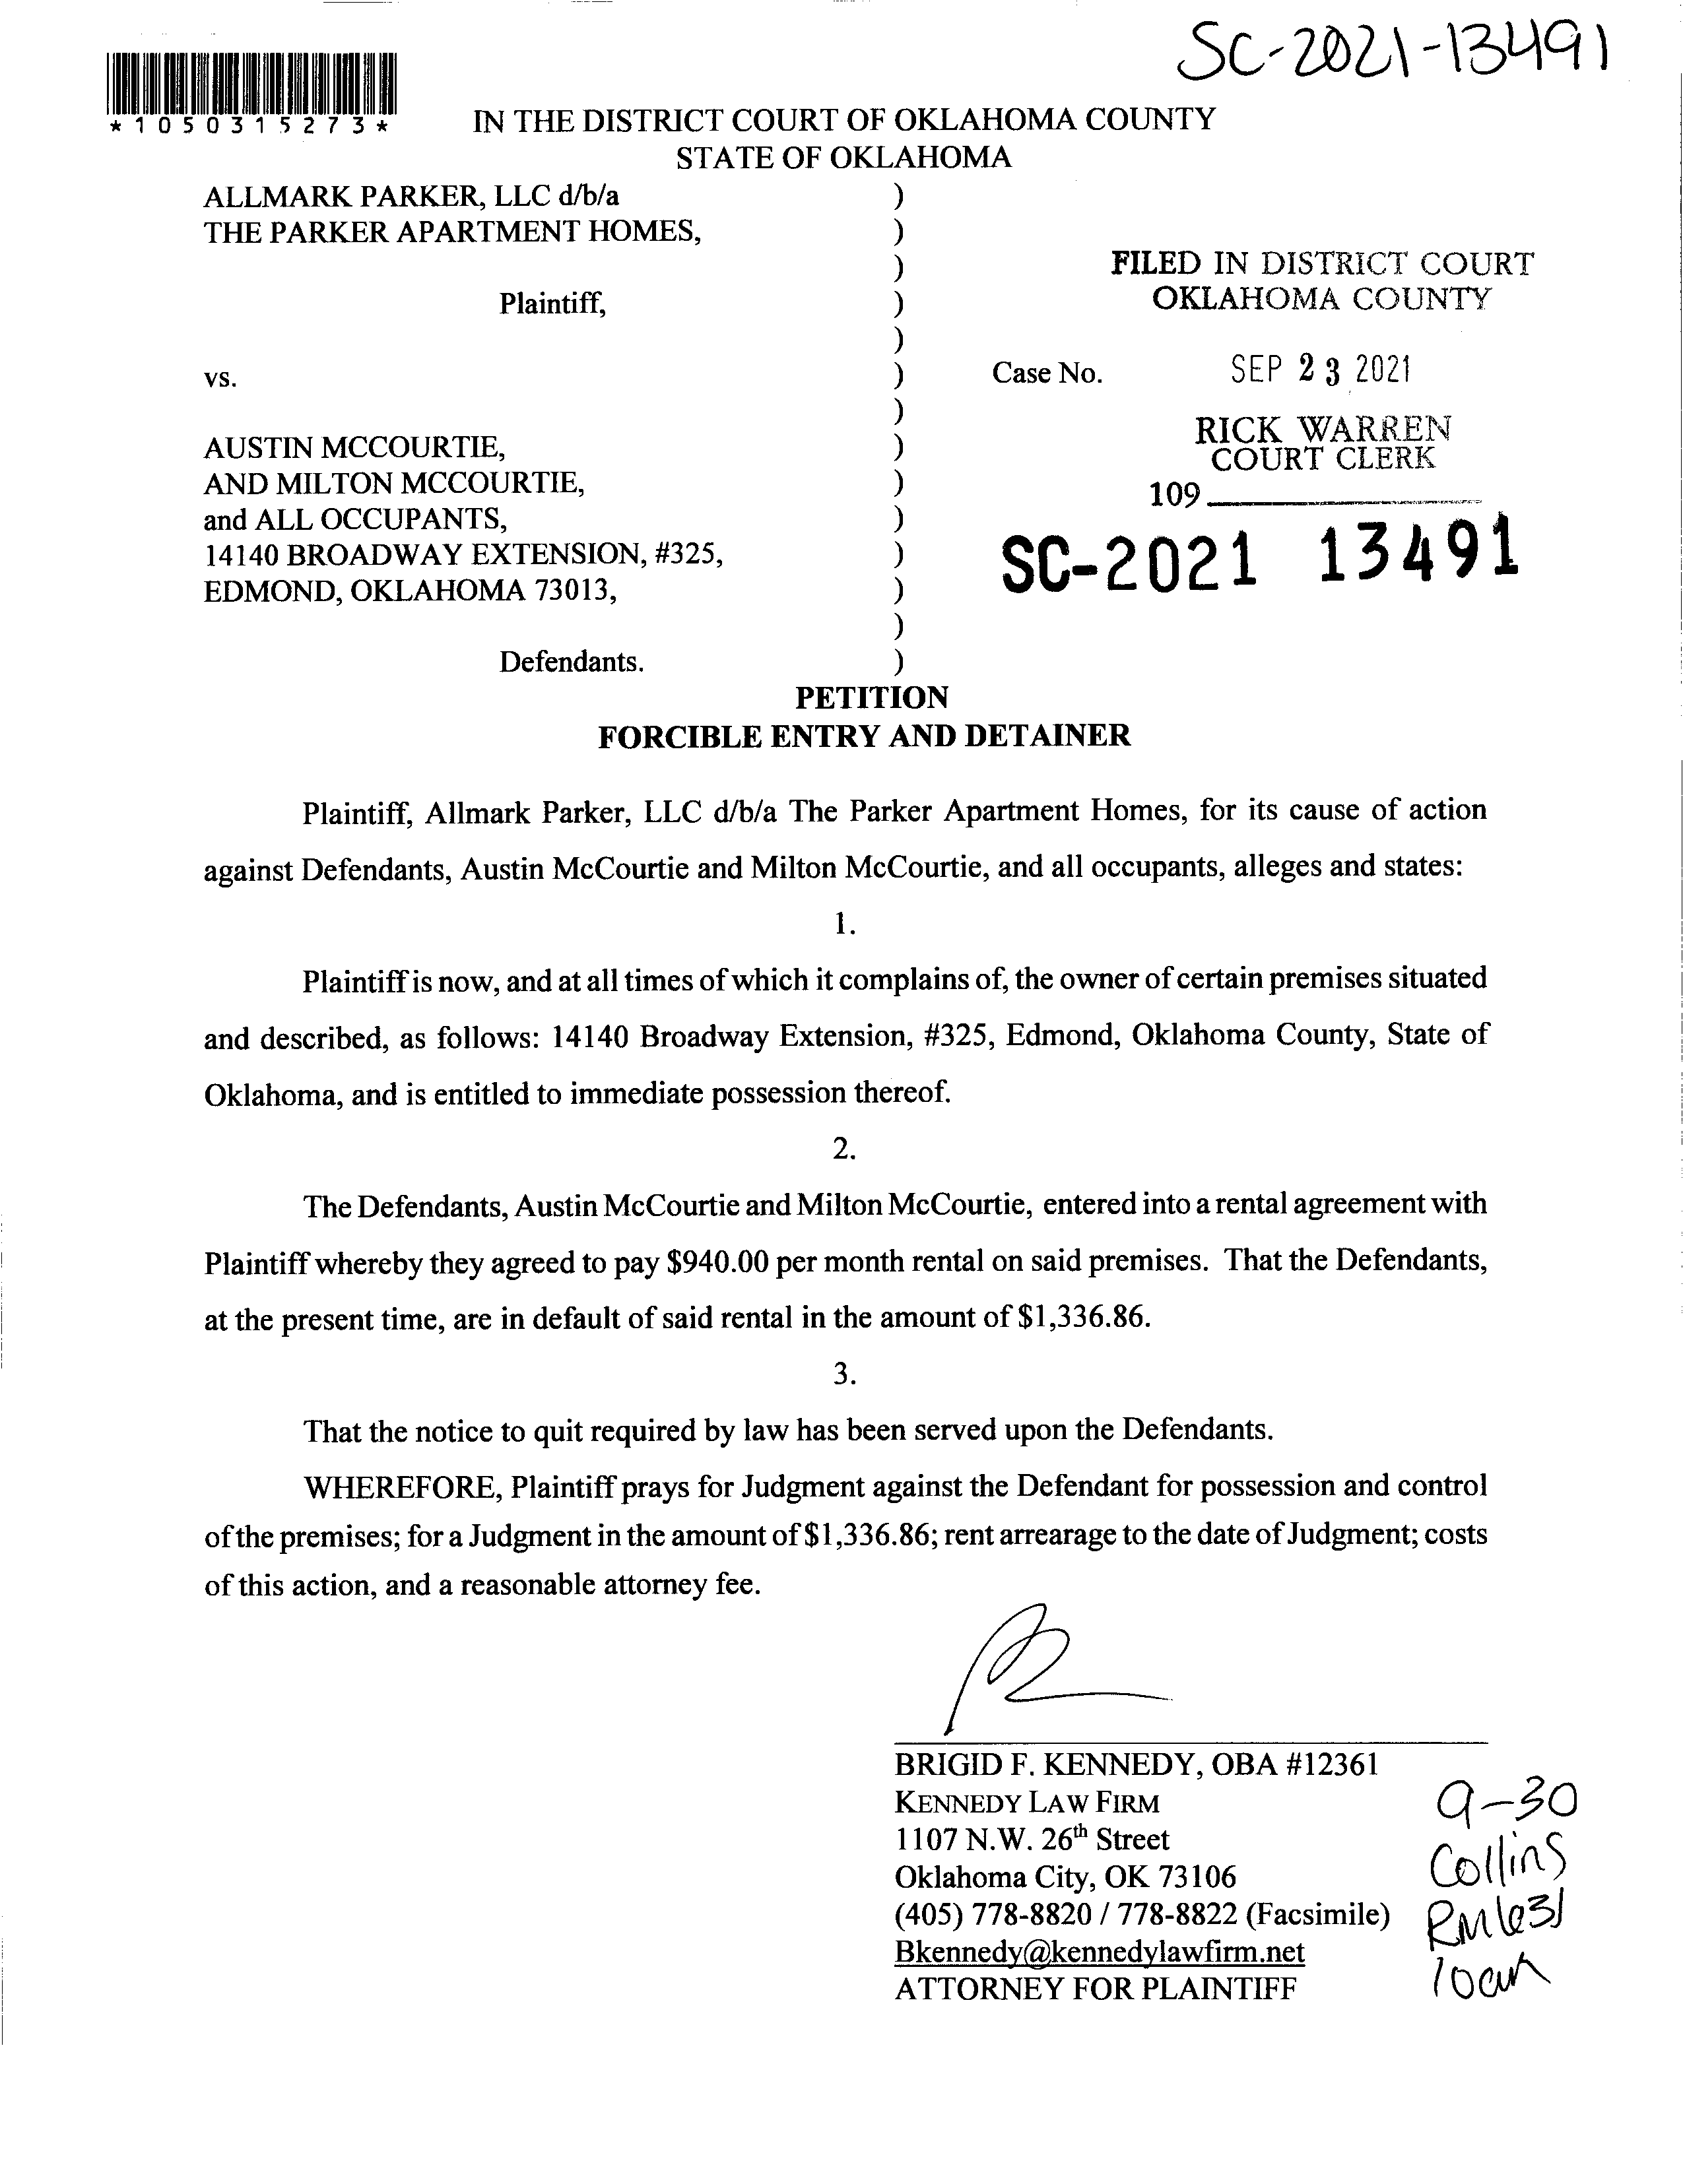 SC-2021-13491
*1050315273*
IN THE DISTRICT COURT OF OKLAHOMA COUNTY
STATE OF OKLAHOMA
ALLMARK PARKER, LLC d/b/a )
THE PARKER APARTMENT HOMES, )
)
FILED IN DISTRICT COURT
OKLAHOMA COUNTY
Plaintiff, )
)
vs. ) Case No. SEP 23 2021
)
RICK WARREN
COURT CLERK
109
AUSTIN MCCOURTIE, )
AND MILTON MCCOURTIE, )
and ALL OCCUPANTS, )
14140 BROADWAY EXTENSION, #325, )
EDMOND, OKLAHOMA 73013, )
SC-2021 13491
)
Defendants. )
PETITION
FORCIBLE ENTRY AND DETAINER
Plaintiff, Allmark Parker, LLC d/b/a The Parker Apartment Homes, for its cause of action
against Defendants, Austin McCourtie and Milton McCourtie, and all occupants, alleges and states:
1.
Plaintiff is now, and at all times of which it complains of, the owner of certain premises situated
and described, as follows: 14140 Broadway Extension, #325, Edmond, Oklahoma County, State of
Oklahoma, and is entitled to immediate possession thereof.
2.
The Defendants, Austin McCourtie and Milton McCourtie, entered into a rental agreement with
Plaintiff whereby they agreed to pay $940.00 per month rental on said premises. That the Defendants,
at the present time, are in default of said rental in the amount of $1,336.86.
3.
That the notice to quit required by law has been served upon the Defendants.
WHEREFORE, Plaintiff prays for Judgment against the Defendant for possession and control
of the premises; for a Judgment in the amount of $1,336.86; rent arrearage to the date of Judgment; costs
of this action, and a reasonable attorney fee.
BRIGID F. KENNEDY, OBA #12361
KENNEDY LAW FIRM
1107 N.W. 26th Street
Oklahoma City, OK 73106
(405) 778-8820 / 778-8822 (Facsimile)
Bkennedy@kennedylawfirm.net
ATTORNEY FOR PLAINTIFF
9-30
Collins